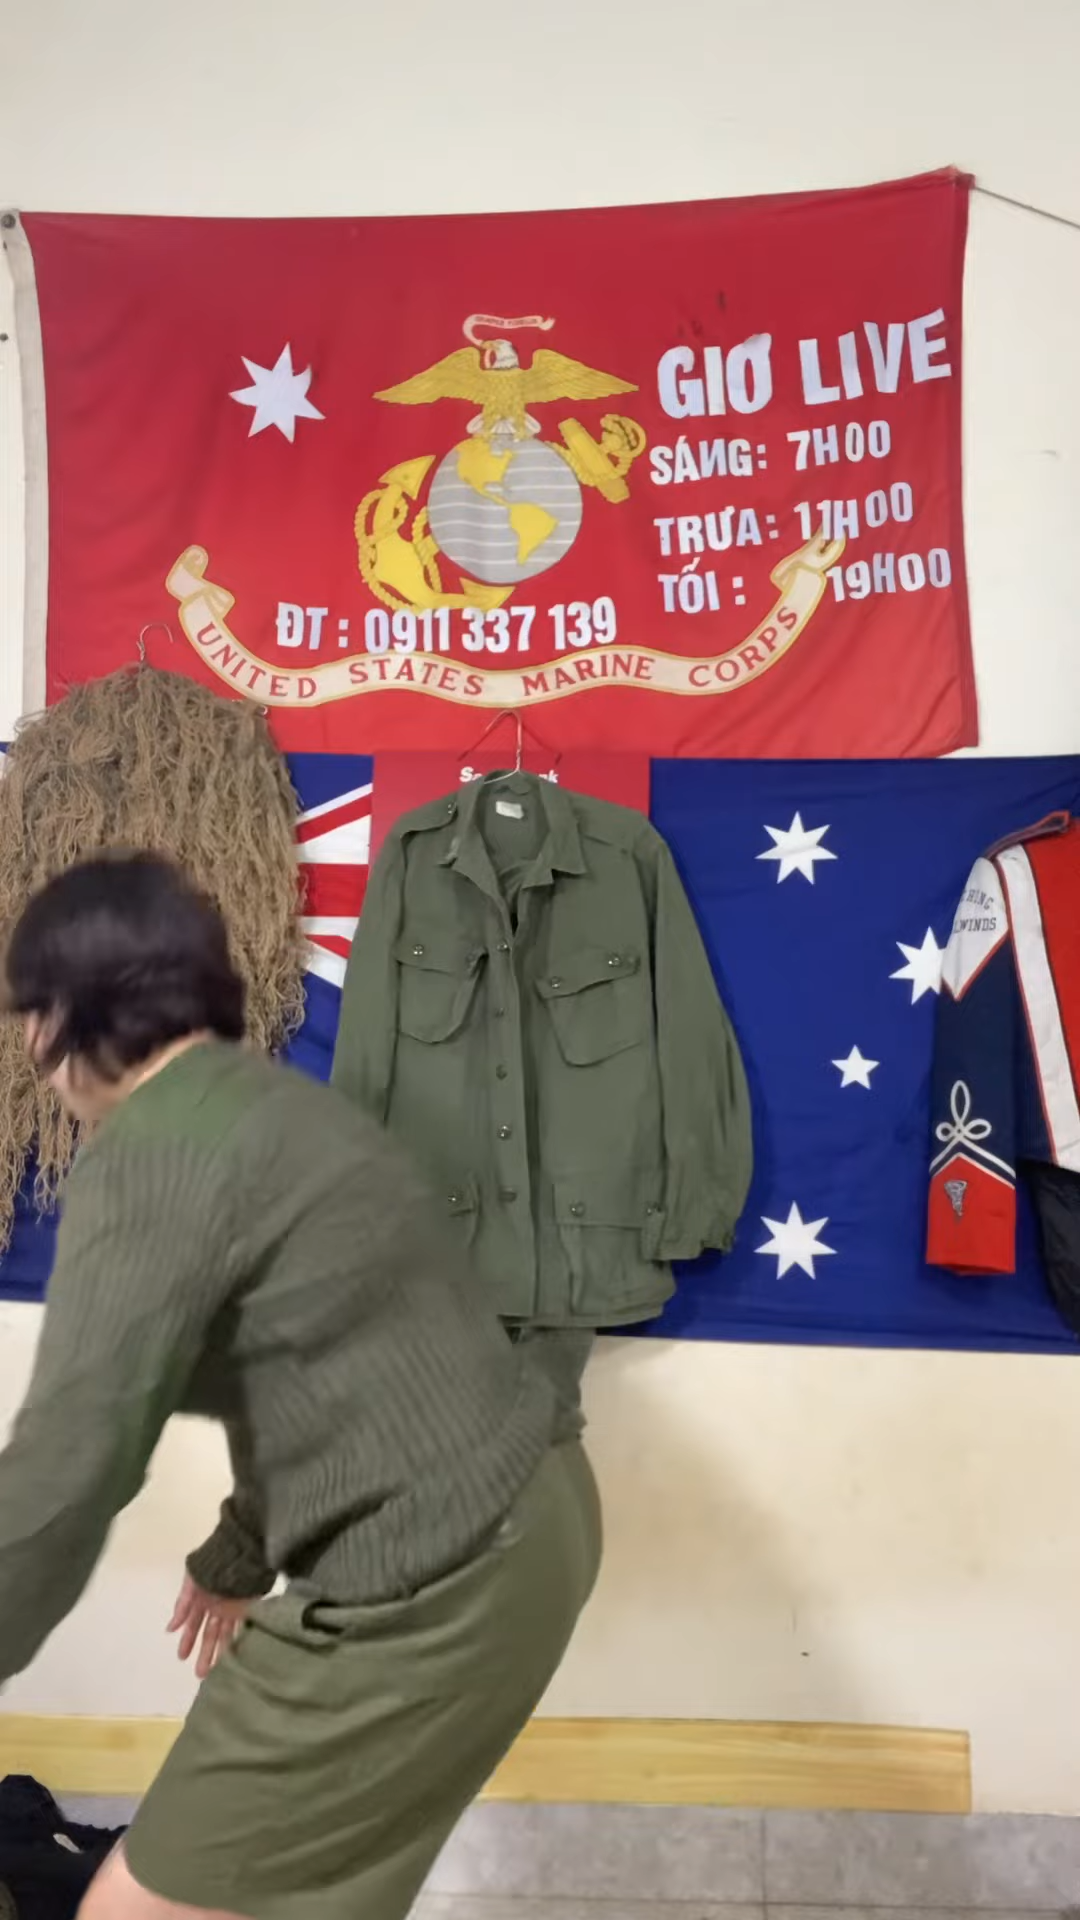 GIỜ LIVE
SÁNG: 7H00
TRƯA: 11H00
TỐI : 19H00
ĐT : 0911 337 139
UNITED STATES MARINE CORPS